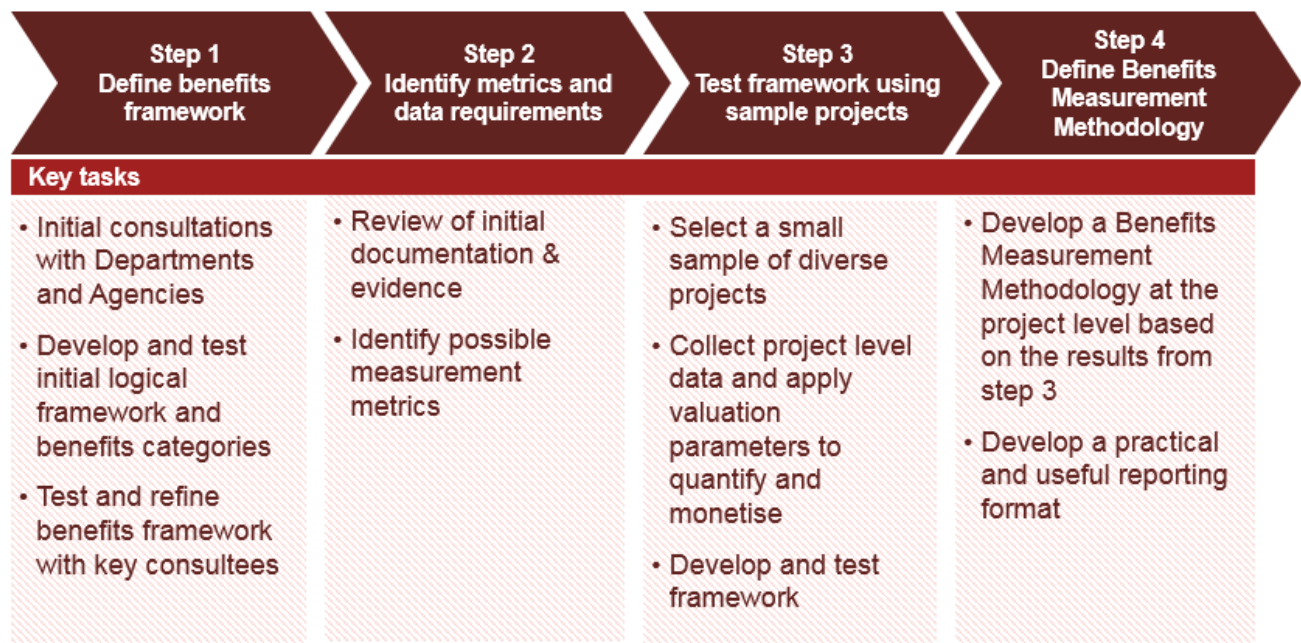 Step 1
Define benefits
framework
Step 2
Identify metrics and
data requirements
Step 3
Test framework using
sample projects
Step 4
Define Benefits
Measurement
Methodology
Key tasks
• Initial consultations
with Departments
and Agencies
• Develop and test
initial logical
framework and
benefits categories
• Test and refine
benefits framework
with key consultees
• Review of initial
documentation &
evidence
• Identify possible
measurement
metrics
• Select a small
sample of diverse
projects
• Collect project level
data and apply
valuation
parameters to
quantify and
monetise
• Develop and test
framework
• Develop a Benefits
Measurement
Methodology at the
project level based
on the results from
step 3
• Develop a practical
and useful reporting
format